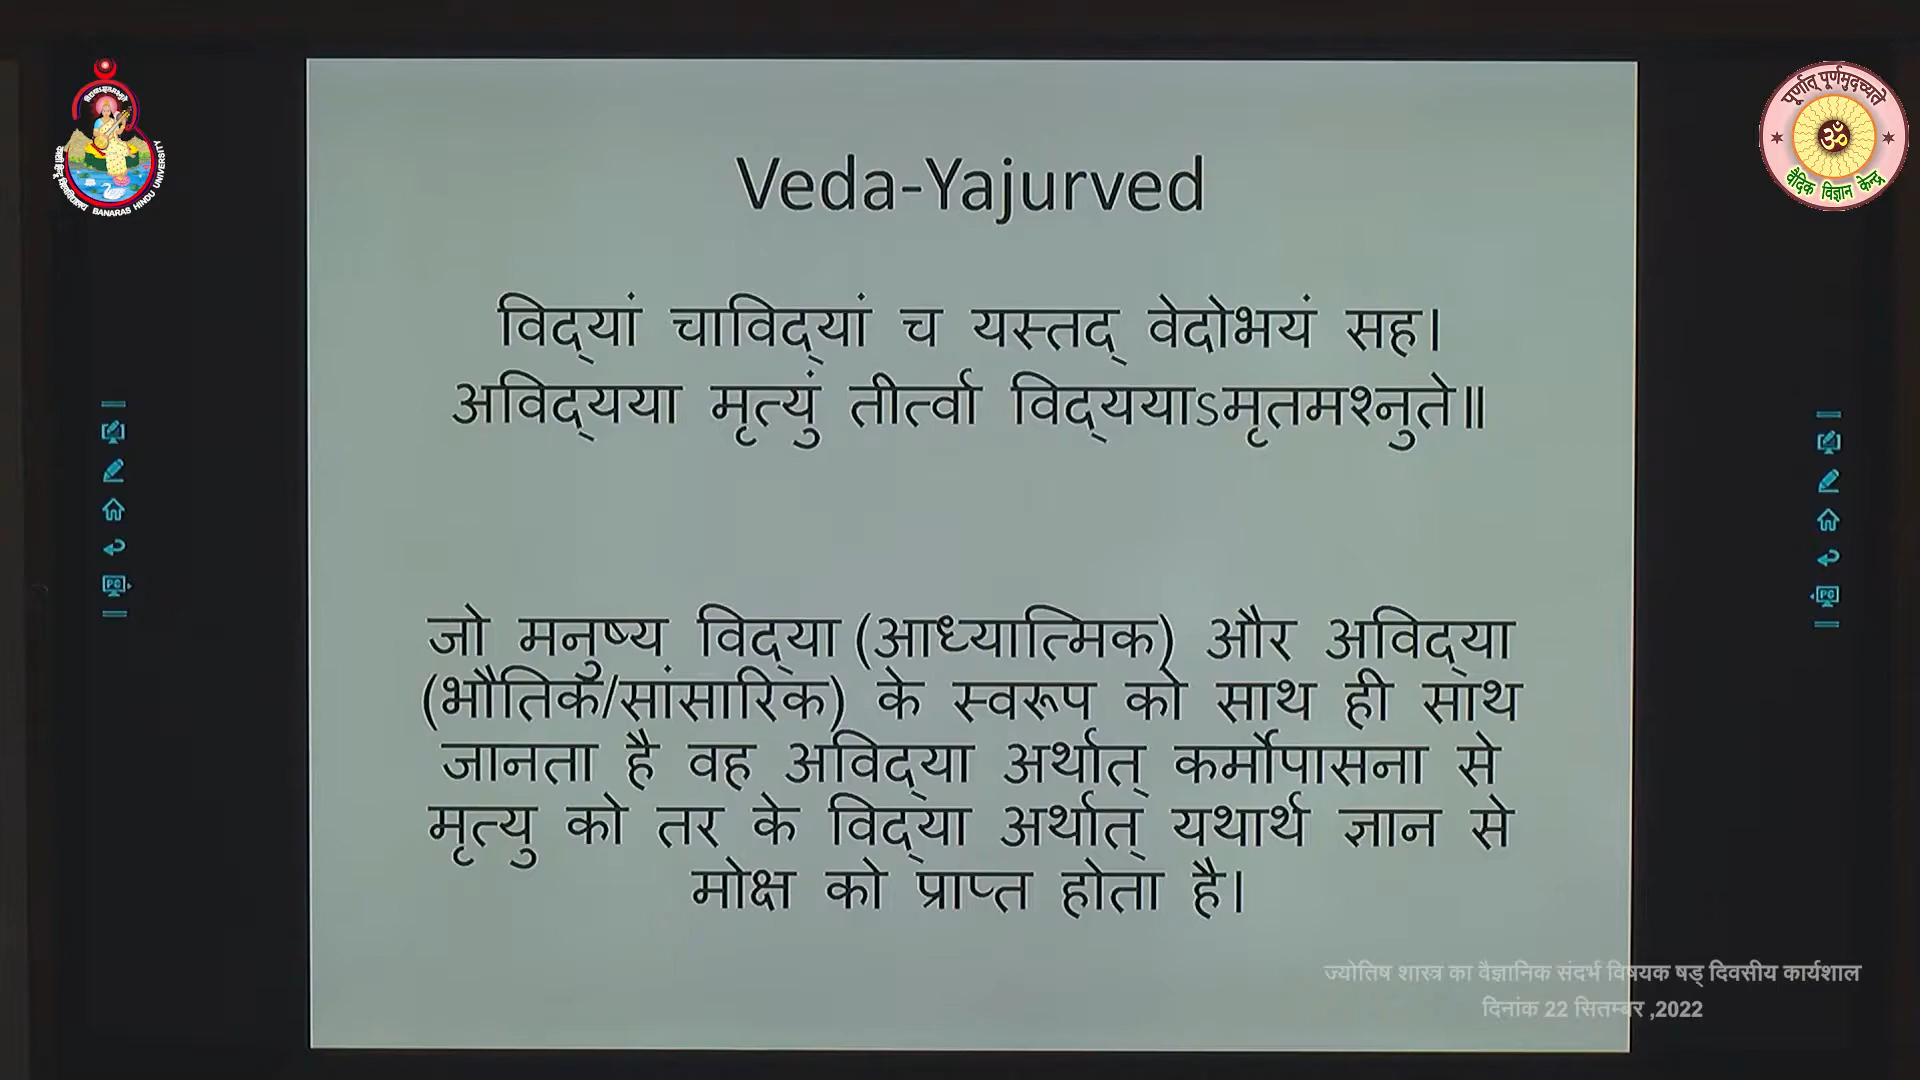 Veda-Yajurved
विद्यां चाविद्यां च यस्तद् वेदोभयं सह।
अविद्यया मृत्युं तीर्त्वा विद्ययाऽमृतमश्नुते॥
जो मनुष्य विद्या (आध्यात्मिक) और अविद्या
(भौतिक/सांसारिक) के स्वरूप को साथ ही साथ
जानता है वह अविद्या अर्थात् कर्मोपासना से
मृत्यु को तर के विद्या अर्थात् यथार्थ ज्ञान से
मोक्ष को प्राप्त होता है।
ज्योतिष शास्त्र का वैज्ञानिक संदर्भ विषयक षड् दिवसीय कार्यशाल
दिनांक 22 सितम्बर ,2022
BANARAS HINDU UNIVERSITY
पूर्णात् पूर्णमुदच्यते
ॐ
वैदिक विज्ञान केन्द्र
PC
PC